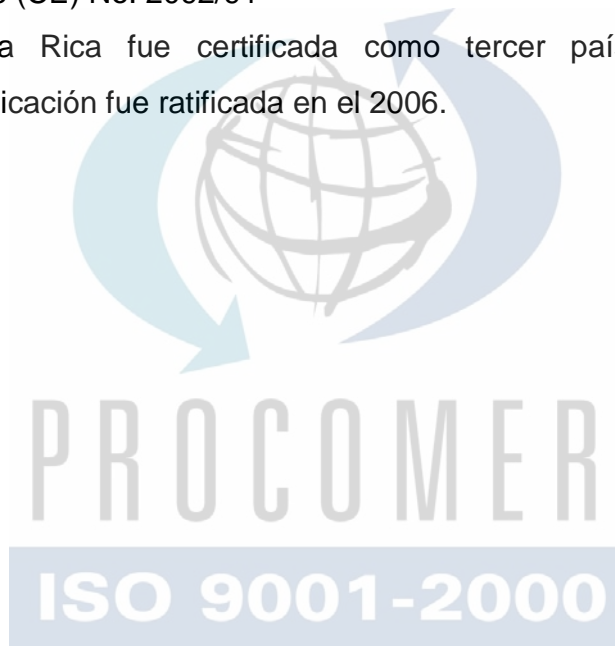 a Rica fue certificada como tercer paí
icación fue ratificada en el 2006.
PROCOMER
ISO 9001-2000